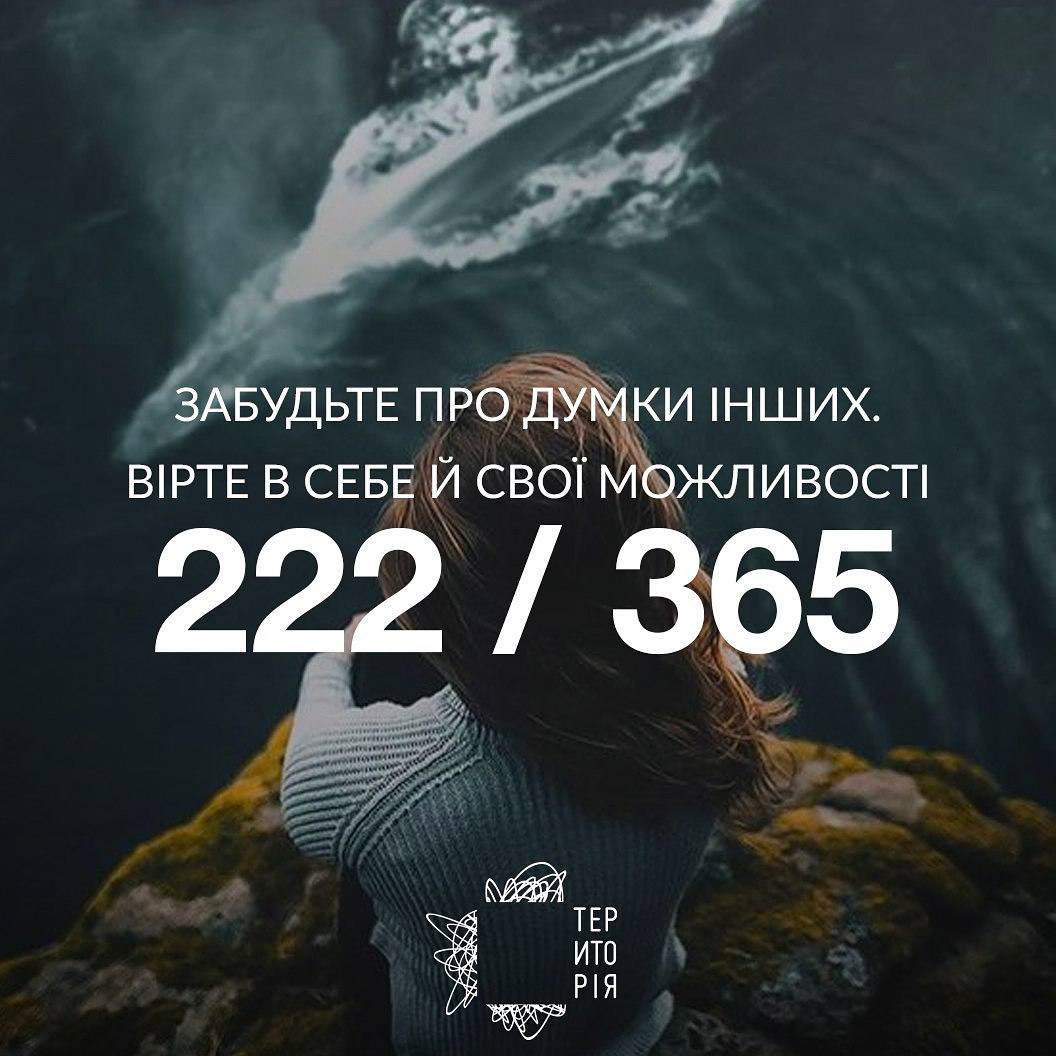 ЗАБУДЬТЕ ПРО ДУМКИ ІНШИХ.
ВІРТЕ В СЕБЕ Й СВОЇ МОЖЛИВОСТІ
222 / 365
ТЕР
ИТО
РІЯ